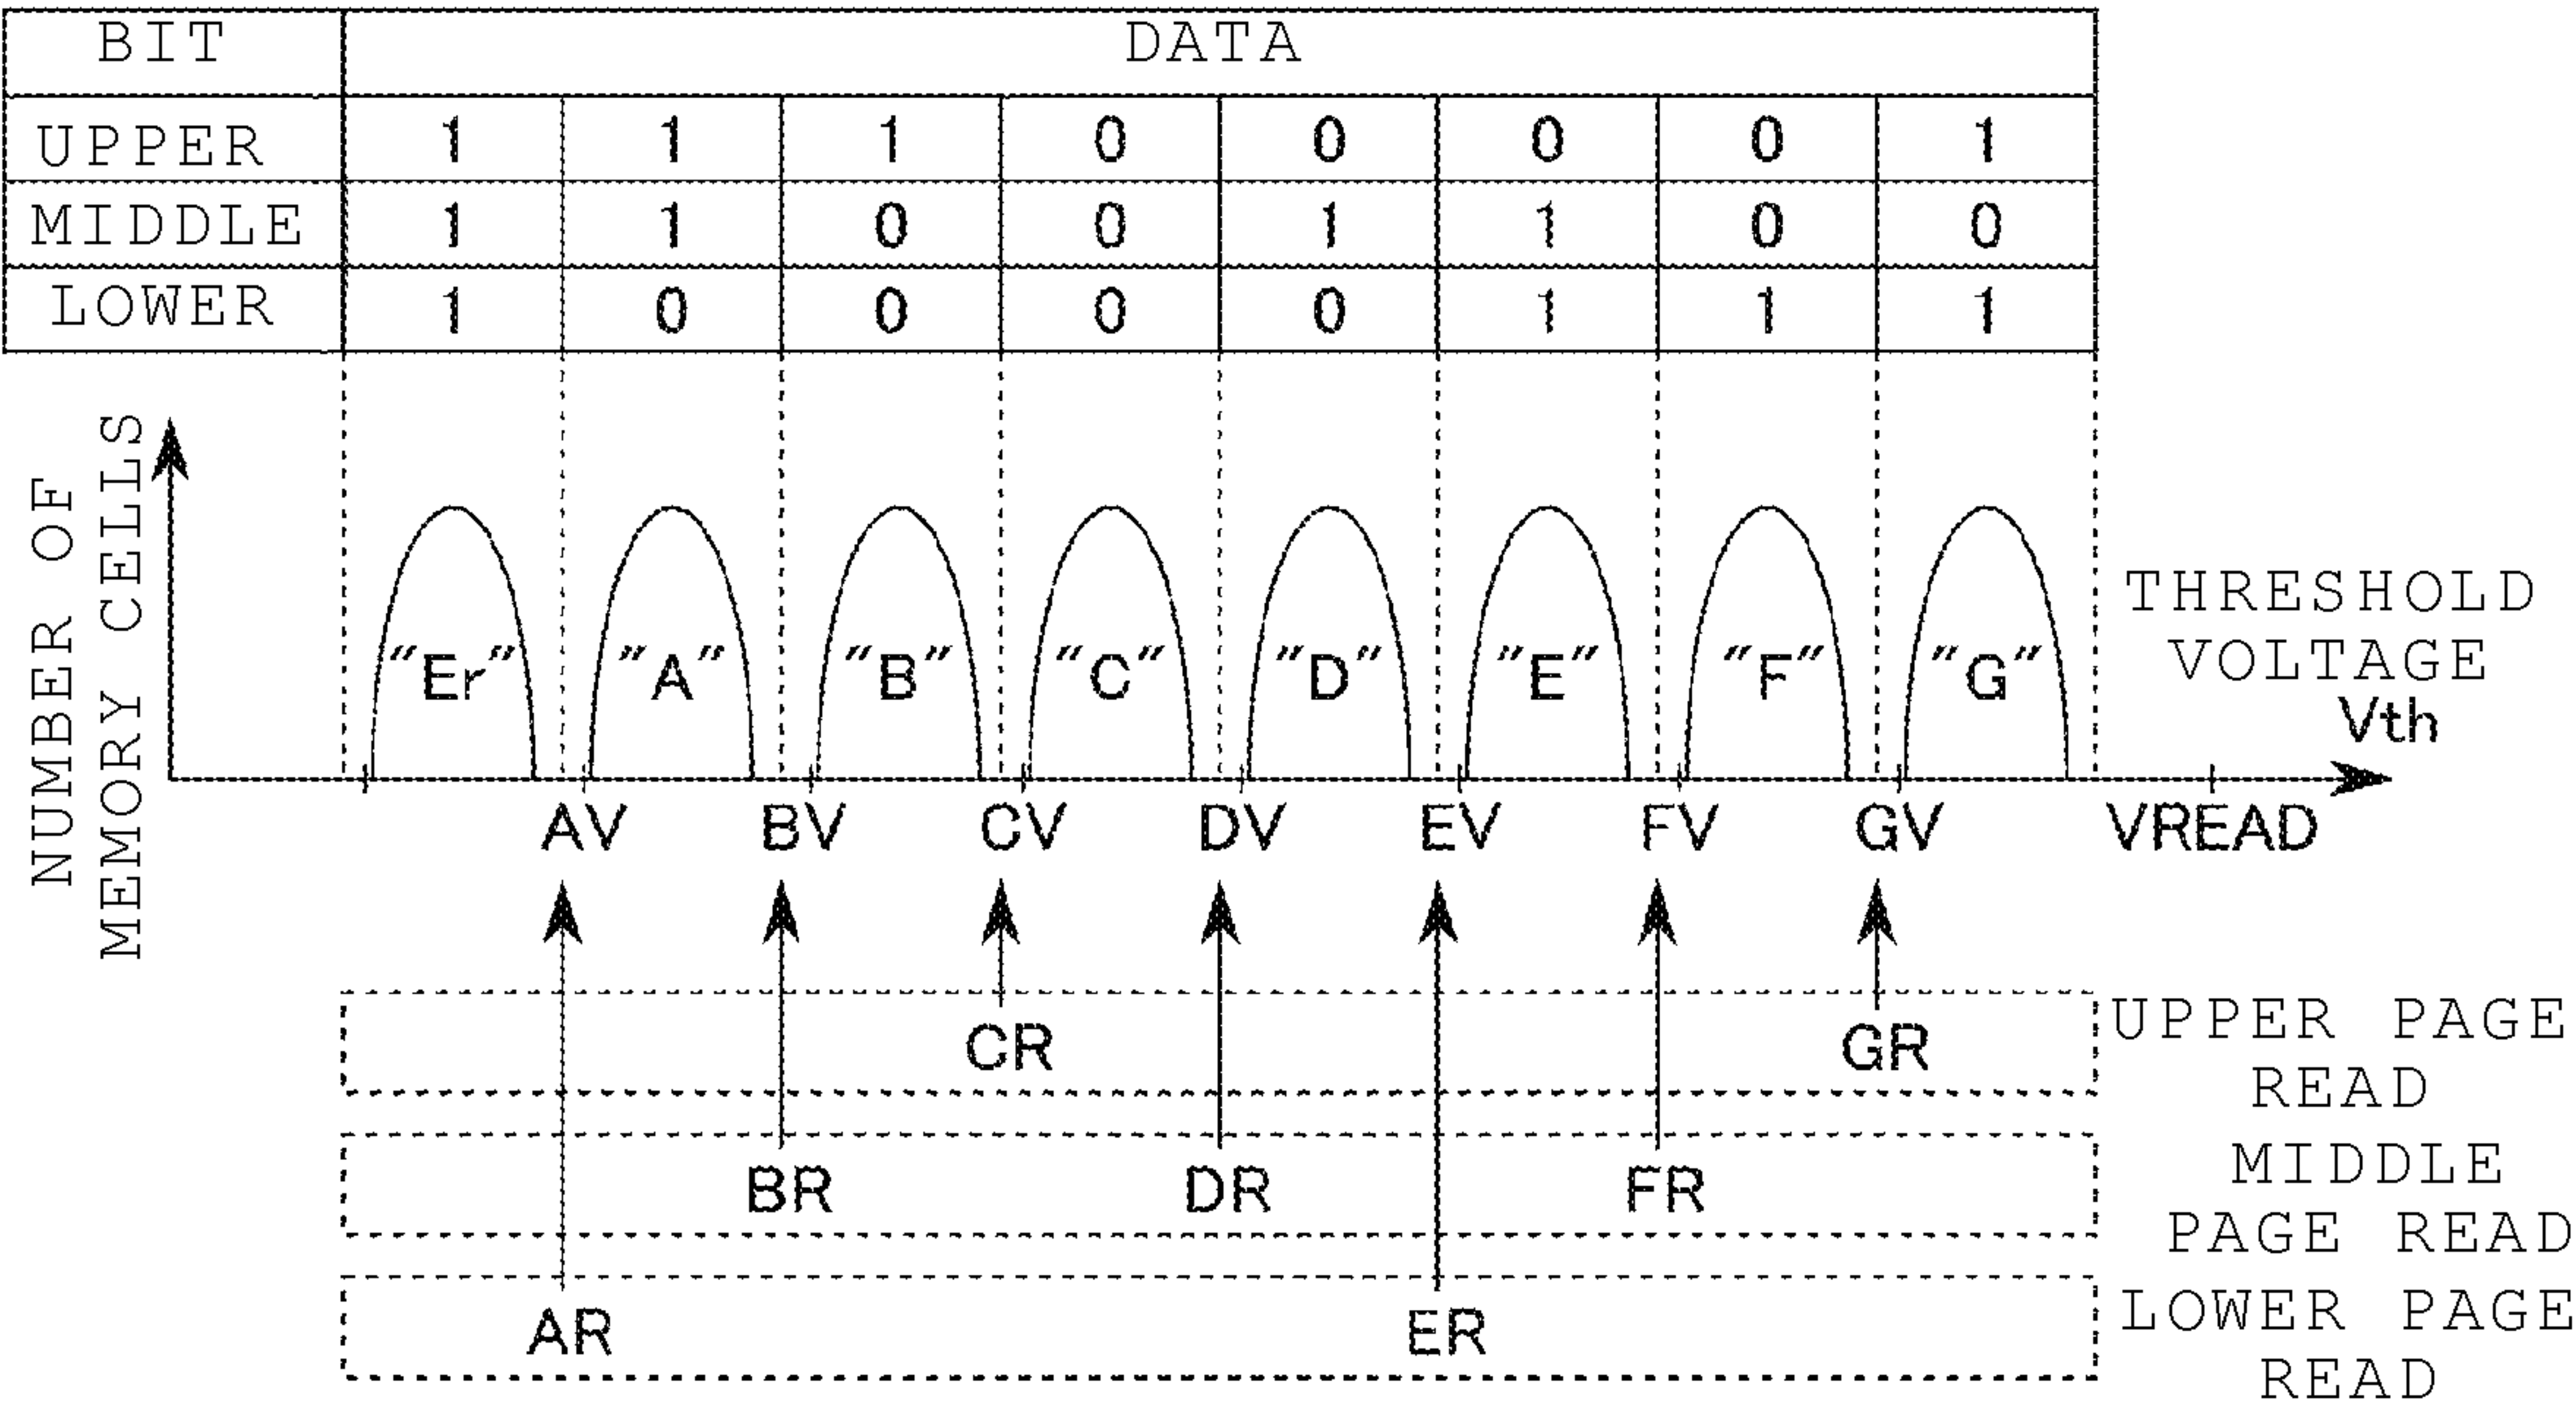 BIT DATA
UPPER 1 1 1 0 0 0 0 1
MIDDLE 1 1 0 0 1 1 0 0
LOWER 1 0 0 0 0 1 1 1
NUMBER OF
MEMORY CELLS
"Er" "A" "B" "C" "D" "E" "F" "G"
THRESHOLD
VOLTAGE
Vth
AV BV CV DV EV FV GV VREAD
CR GR
UPPER PAGE
READ
BR DR FR
MIDDLE
PAGE READ
AR ER
LOWER PAGE
READ